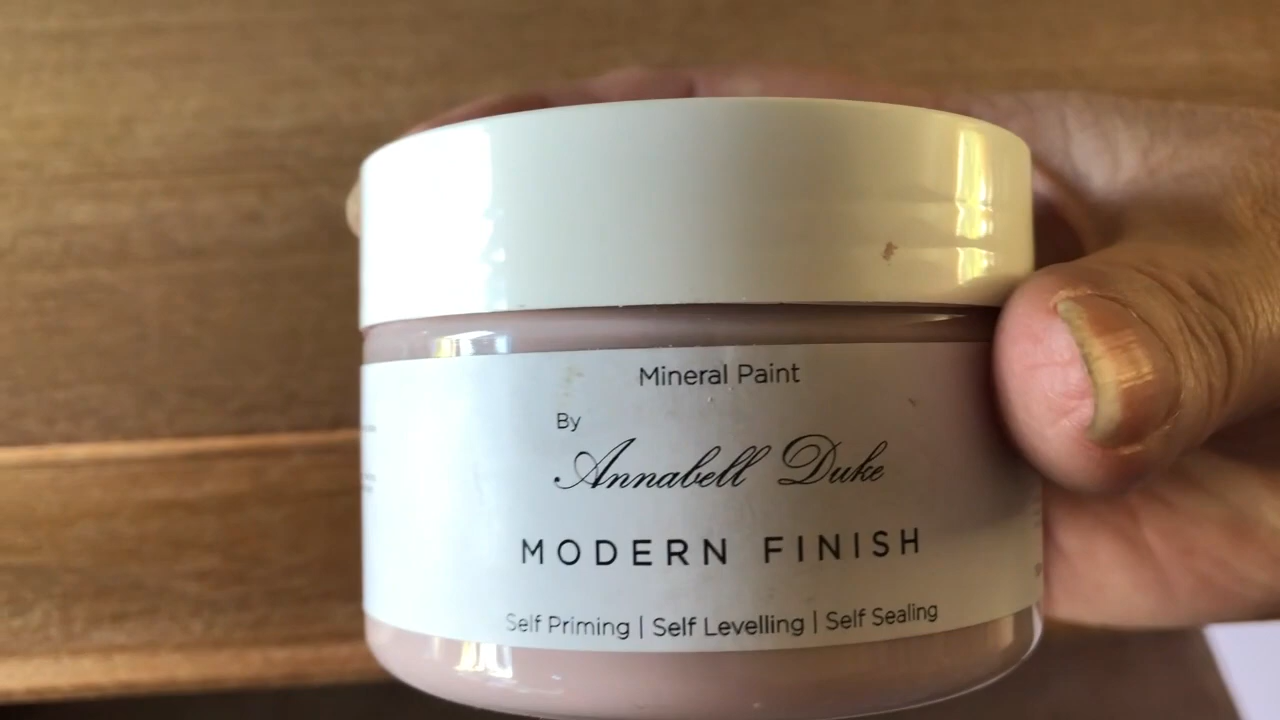 Mineral Paint
By
Annabell Duke
MODERN FINISH
Self Priming | Self Levelling | Self Sealing